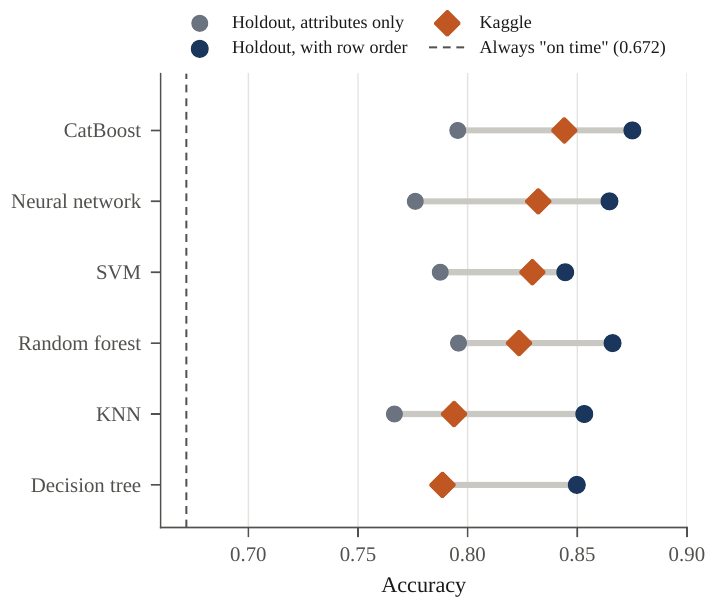 Holdout, attributes only
Holdout, with row order
Kaggle
Always "on time" (0.672)
CatBoost
Neural network
SVM
Random forest
KNN
Decision tree
0.70 0.75 0.80 0.85 0.90
Accuracy